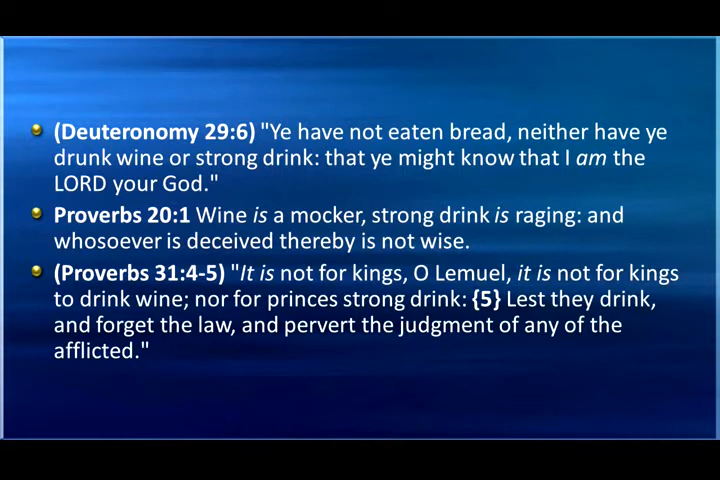 (Deuteronomy 29:6) "Ye have not eaten bread, neither have ye
drunk wine or strong drink: that ye might know that I am the
LORD your God."
Proverbs 20:1 Wine is a mocker, strong drink is raging: and
whosoever is deceived thereby is not wise.
(Proverbs 31:4-5) "It is not for kings, O Lemuel, it is not for kings
to drink wine; nor for princes strong drink: {5} Lest they drink,
and forget the law, and pervert the judgment of any of the
afflicted."